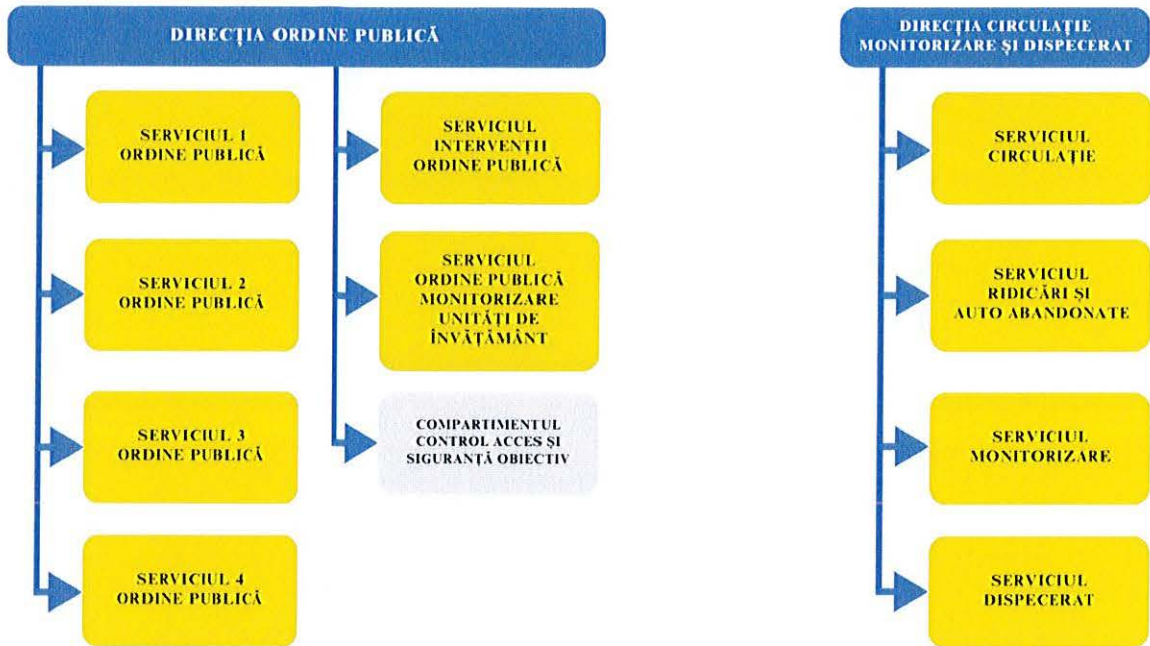 DIRECȚIA ORDINE PUBLICĂ
SERVICIUL 1
ORDINE PUBLICĂ
SERVICIUL 2
ORDINE PUBLICĂ
SERVICIUL 3
ORDINE PUBLICĂ
SERVICIUL 4
ORDINE PUBLICĂ
SERVICIUL
INTERVENȚII
ORDINE PUBLICĂ
SERVICIUL
ORDINE PUBLICĂ
MONITORIZARE
UNITĂȚI DE
ÎNVĂȚĂMÂNT
COMPARTIMENTUL
CONTROL ACCES ȘI
SIGURANȚĂ OBIECTIV
DIRECȚIA CIRCULAȚIE
MONITORIZARE ȘI DISPECERAT
SERVICIUL
CIRCULAȚIE
SERVICIUL
RIDICĂRI ȘI
AUTO ABANDONATE
SERVICIUL
MONITORIZARE
SERVICIUL
DISPECERAT